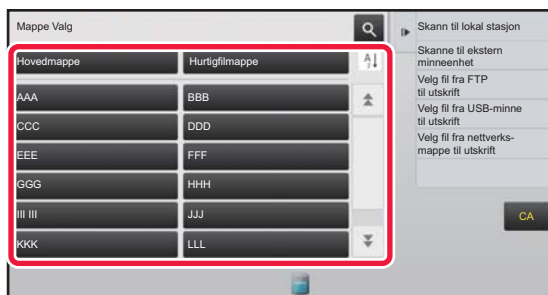 Mappe Valg
Hovedmappe
Hurtigfilmappe
AAA
BBB
CCC
DDD
EEE
FFF
GGG
HHH
III III
JJJ
KKK
LLL
Skann til lokal stasjon
Skanne til ekstern
minneenhet
Velg fil fra FTP
til utskrift
Velg fil fra USB-minne
til utskrift
Velg fil fra nettverks-
mappe til utskrift
CA